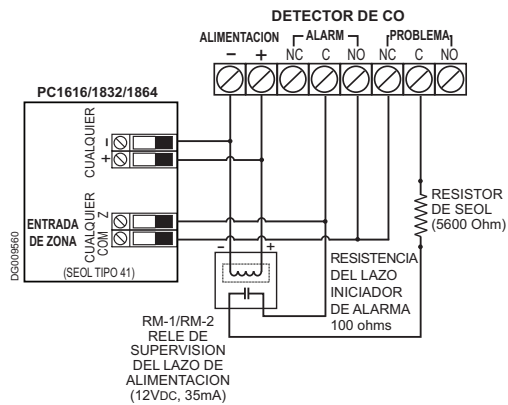 DETECTOR DE CO
ALIMENTACION ALARM PROBLEMA
− + NC C NO NC C NO
PC1616/1832/1864
CUALQUIER
− 
+
ENTRADA
DE ZONA
CUALQUIER
Z
COM
(SEOL TIPO 41)
DG009560
− +
RESISTOR
DE SEOL
(5600 Ohm)
RESISTENCIA
DEL LAZO
INICIADOR
DE ALARMA
100 ohms
RM-1/RM-2
RELE DE
SUPERVISION
DEL LAZO DE
ALIMENTACION
(12VDC, 35mA)